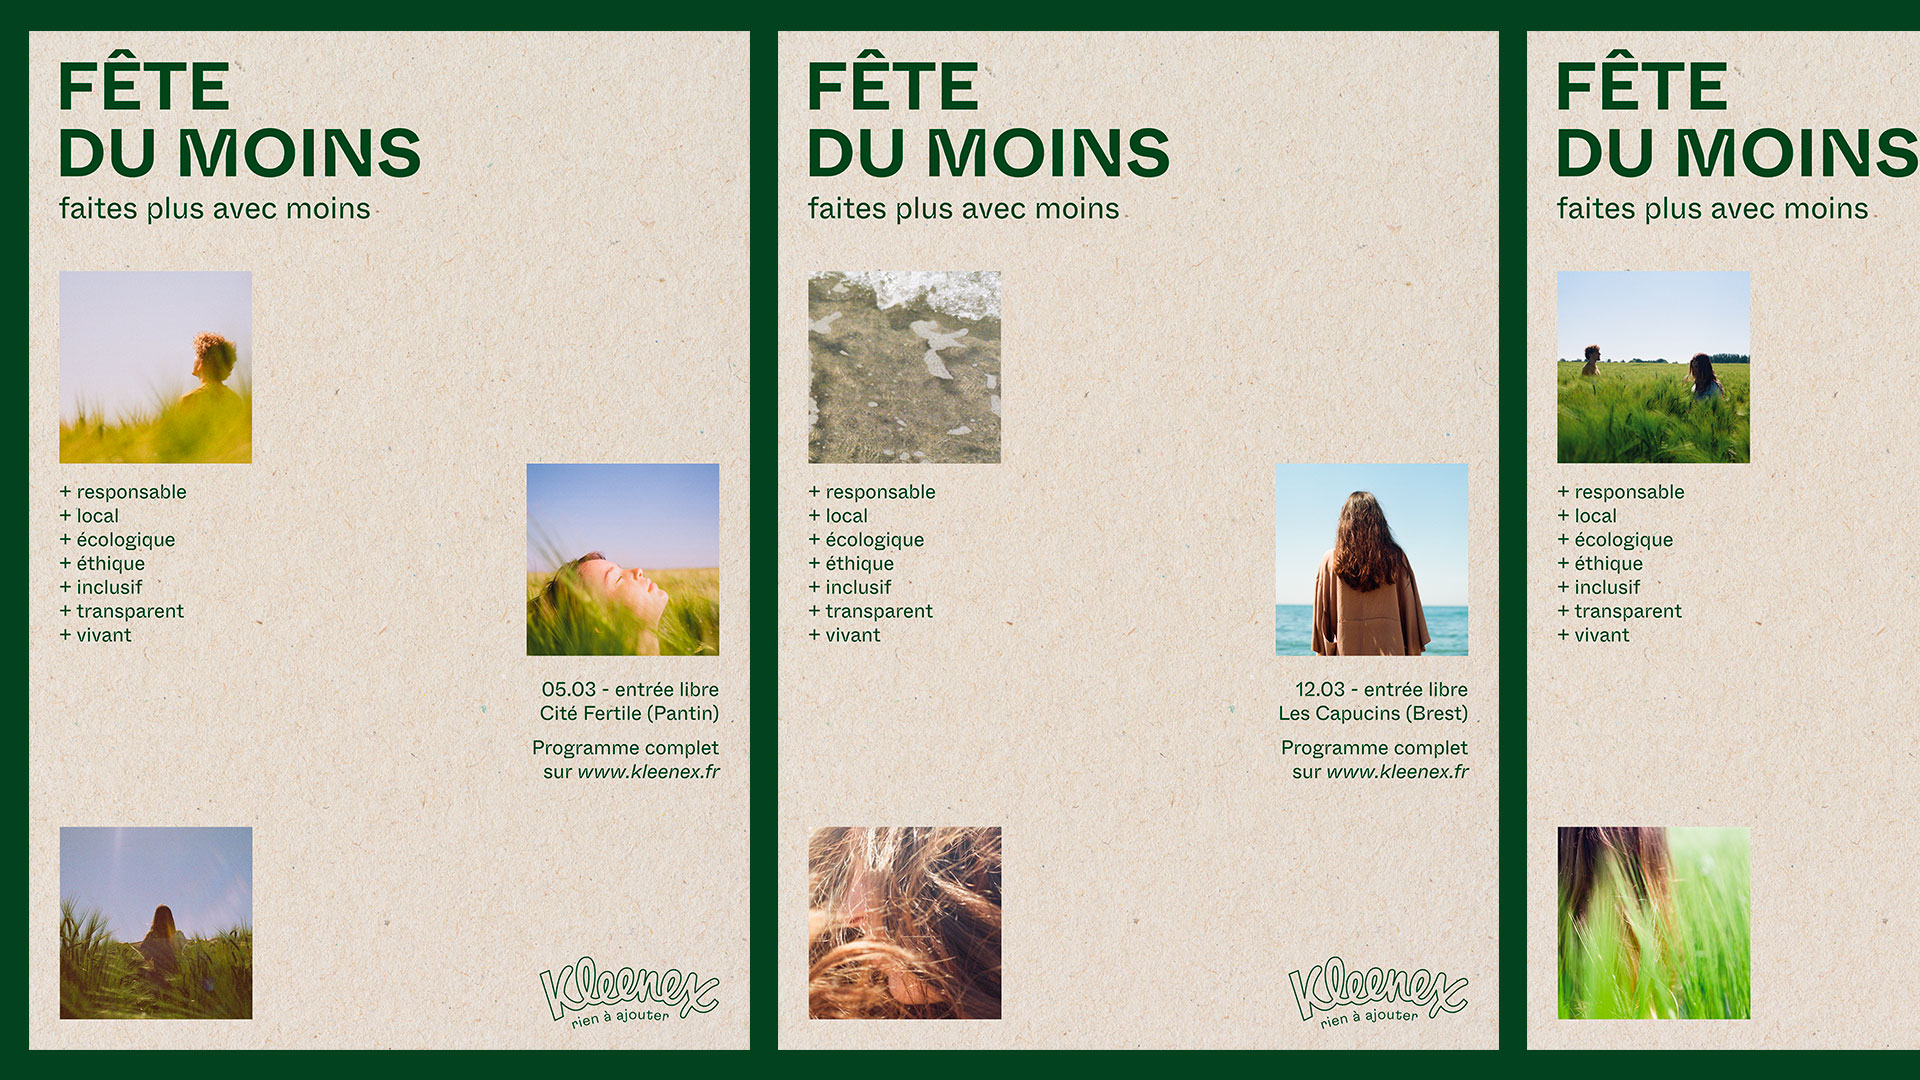 FÊTE
DU MOINS
faites plus avec moins
+ responsable
+ local
+ écologique
+ éthique
+ inclusif
+ transparent
+ vivant
05.03 - entrée libre
Cité Fertile (Pantin)
Programme complet
sur www.kleenex.fr
Kleenex
rien à ajouter
FÊTE
DU MOINS
faites plus avec moins
+ responsable
+ local
+ écologique
+ éthique
+ inclusif
+ transparent
+ vivant
12.03 - entrée libre
Les Capucins (Brest)
Programme complet
sur www.kleenex.fr
Kleenex
rien à ajouter
FÊTE
DU MOINS
faites plus avec moins
+ responsable
+ local
+ écologique
+ éthique
+ inclusif
+ transparent
+ vivant